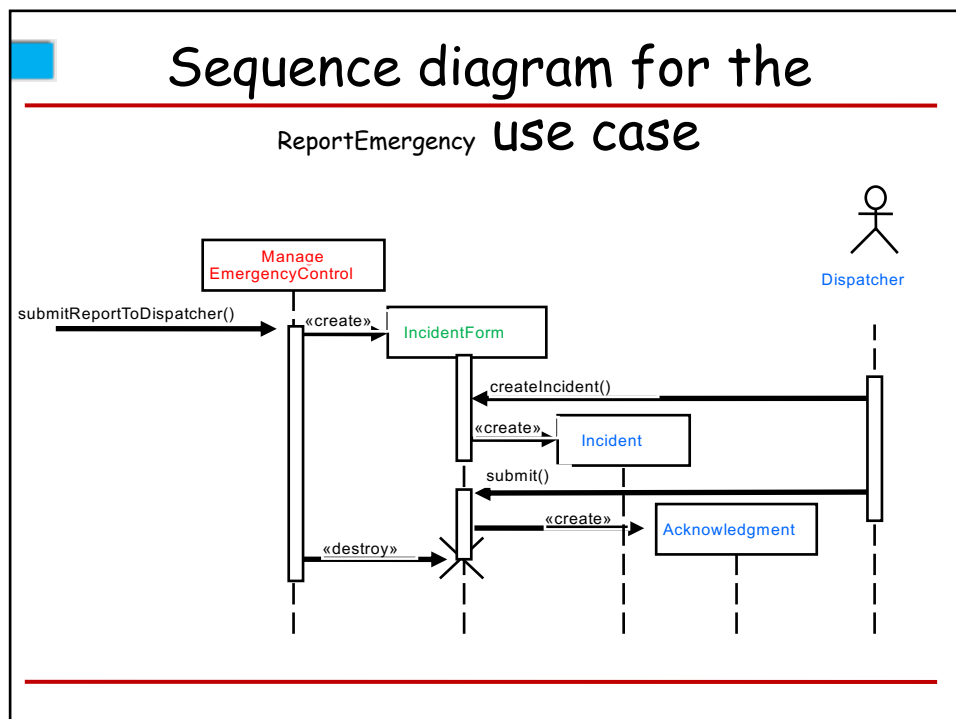 Sequence diagram for the
ReportEmergency use case
Manage
EmergencyControl
Dispatcher
submitReportToDispatcher()
«create»
IncidentForm
createIncident()
«create»
Incident
submit()
«create»
Acknowledgment
«destroy»